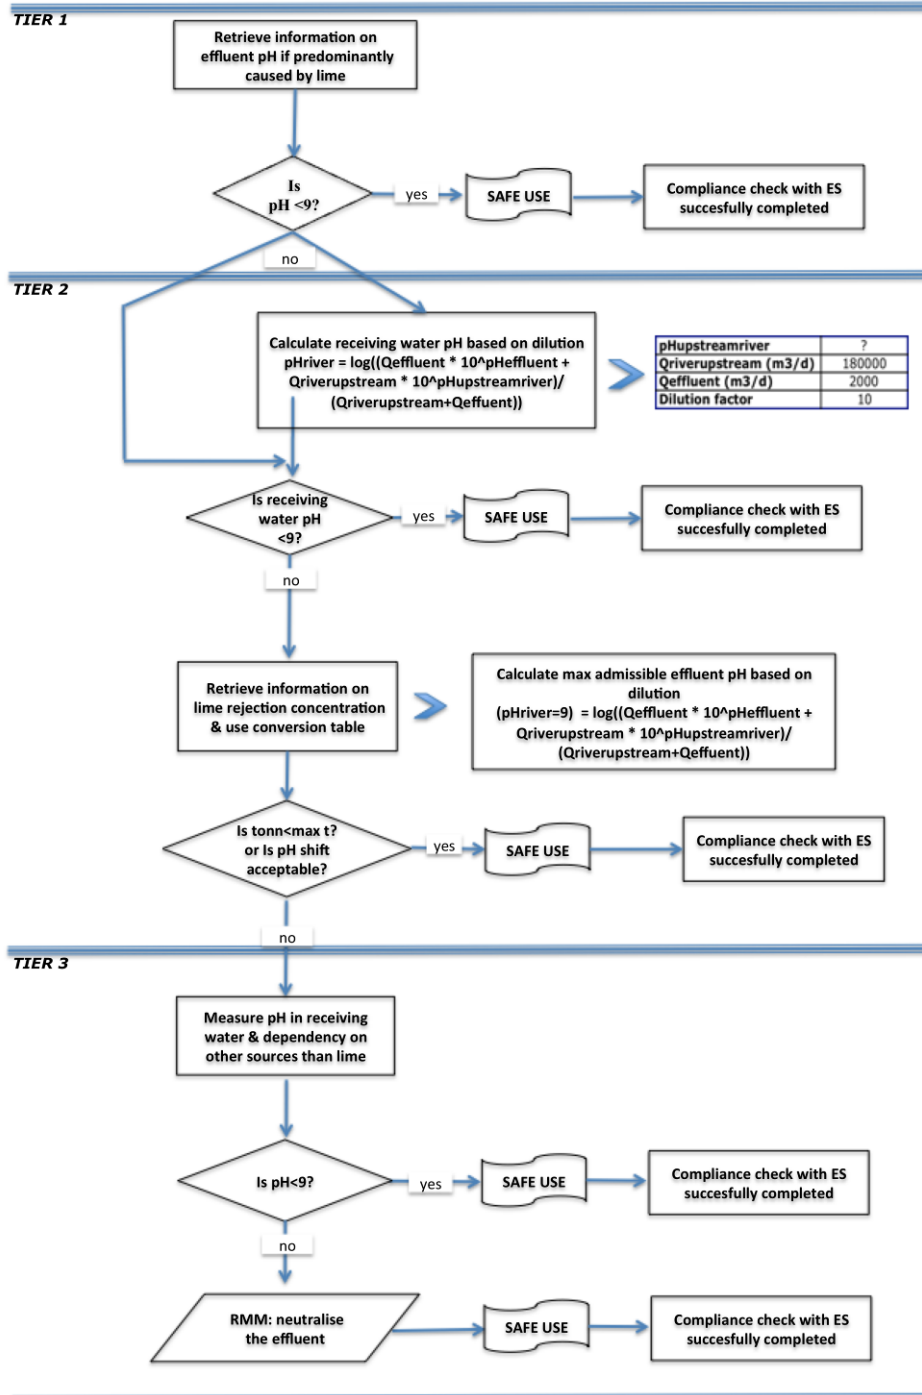 TIER 1
Retrieve information on
effluent pH if predominantly
caused by lime
Is
pH <9?
yes
SAFE USE
Compliance check with ES
succesfully completed
no
TIER 2
Calculate receiving water pH based on dilution
pHriver = log((Qeffluent * 10^pHeffluent +
Qriverupstream * 10^pHupstreamriver)/
(Qriverupstream+Qeffuent))
pHupstreamriver ?
Qriverupstream (m3/d) 180000
Qeffluent (m3/d) 2000
Dilution factor 10
Is receiving
water pH
<9?
yes
SAFE USE
Compliance check with ES
succesfully completed
no
Retrieve information on
lime rejection concentration
& use conversion table
Calculate max admissible effluent pH based on
dilution
(pHriver=9) = log((Qeffluent * 10^pHeffluent +
Qriverupstream * 10^pHupstreamriver)/
(Qriverupstream+Qeffuent))
Is tonn<max t?
or Is pH shift
acceptable?
yes
SAFE USE
Compliance check with ES
succesfully completed
no
TIER 3
Measure pH in receiving
water & dependency on
other sources than lime
Is pH<9?
yes
SAFE USE
Compliance check with ES
succesfully completed
no
RMM: neutralise
the effluent
SAFE USE
Compliance check with ES
succesfully completed